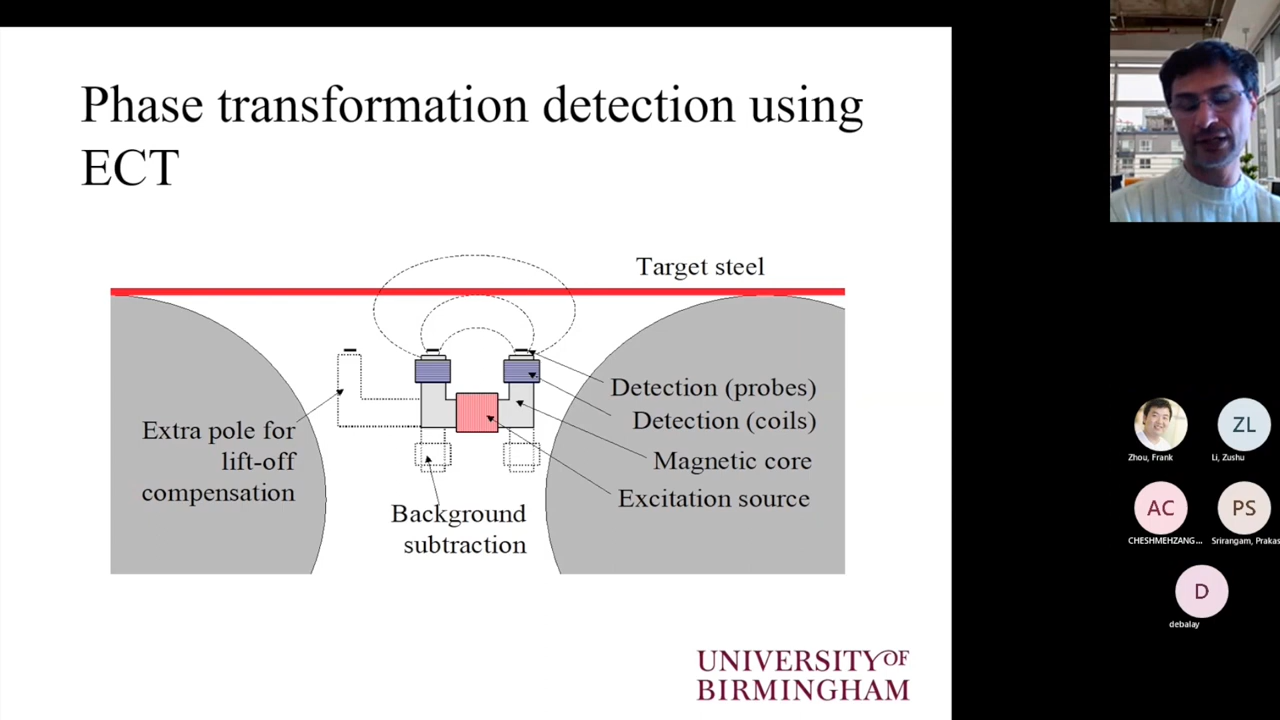 Phase transformation detection using
ECT
Target steel
Detection (probes)
Detection (coils)
Magnetic core
Excitation source
Extra pole for
lift-off
compensation
Background
subtraction
UNIVERSITY OF
BIRMINGHAM
Zhou, Frank
ZL
Li, Zushu
AC
CHESHMEHZANG...
PS
Srirangam, Prakas
D
debalay